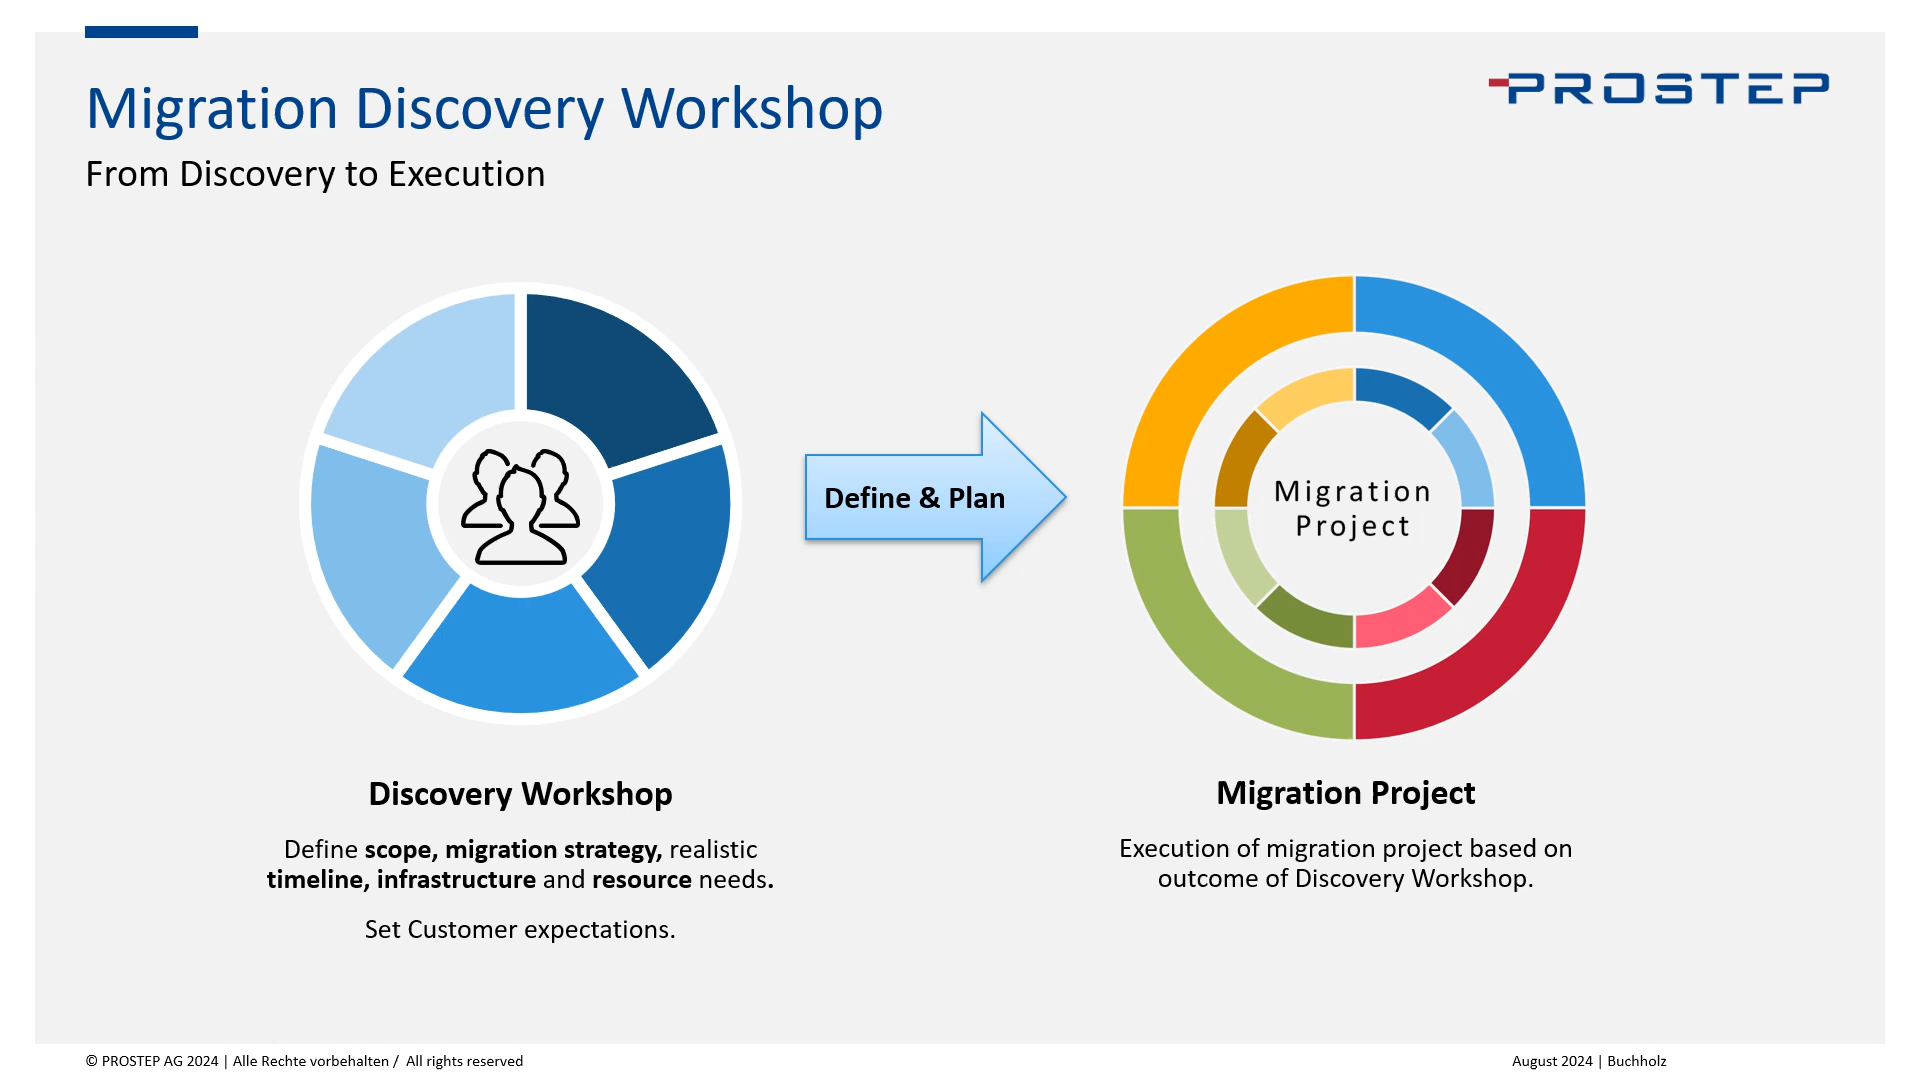 Migration Discovery Workshop
From Discovery to Execution
PROSTEP
Define & Plan
Migration
Project
Discovery Workshop
Define scope, migration strategy, realistic
timeline, infrastructure and resource needs.
Set Customer expectations.
Migration Project
Execution of migration project based on
outcome of Discovery Workshop.
© PROSTEP AG 2024 | Alle Rechte vorbehalten / All rights reserved
August 2024 | Buchholz